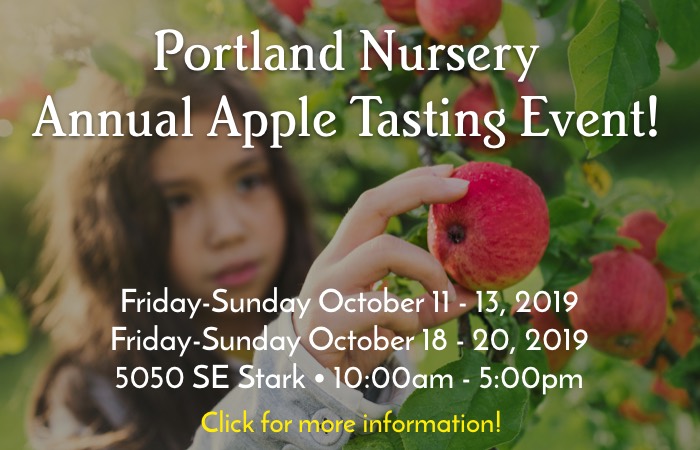 Portland Nursery
Annual Apple Tasting Event!
Friday-Sunday October 11 - 13, 2019
Friday-Sunday October 18 - 20, 2019
5050 SE Stark • 10:00am - 5:00pm
Click for more information!